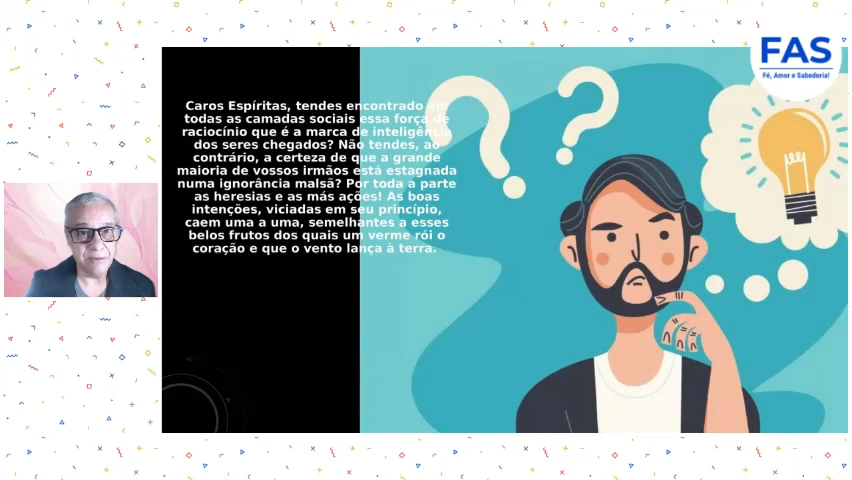 Caros Espíritas, tendes encontrado em
todas as camadas sociais essa força de
raciocínio que é a marca de inteligência
dos seres chegados? Não tendes, ao
contrário, a certeza de que a grande
maioria de vossos irmãos está estagnada
numa ignorância malsã? Por toda a parte
as heresias e as más ações! As boas
intenções, viciadas em seu princípio,
caem uma a uma, semelhantes a esses
belos frutos dos quais um verme rói o
coração e que o vento lança à terra.
FAS
Fé, Amor e Sabedoria!